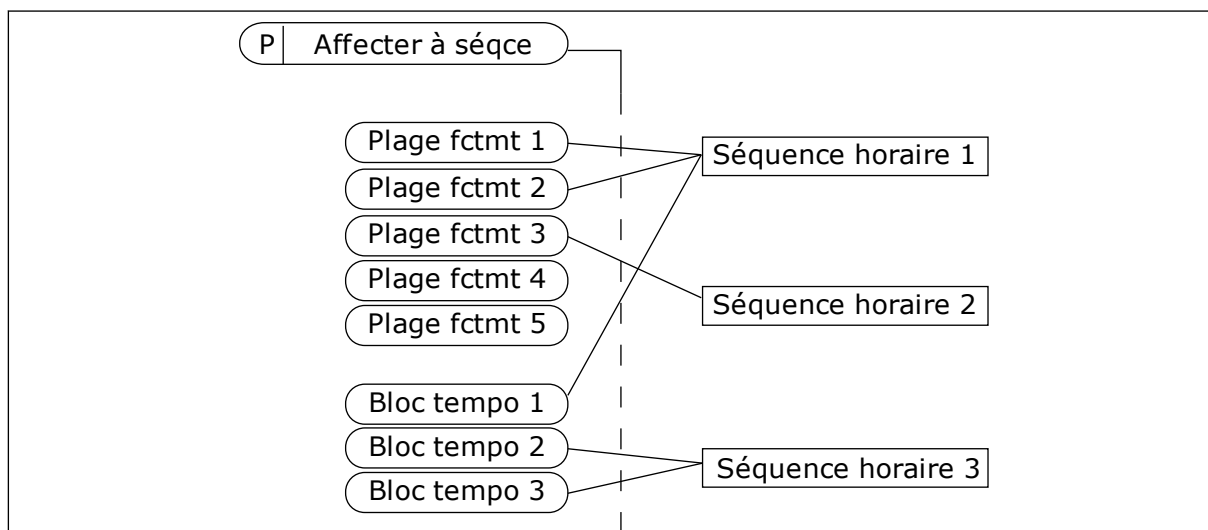 P Affecter à séqce
Plage fctmt 1
Séquence horaire 1
Plage fctmt 2
Plage fctmt 3
Plage fctmt 4
Séquence horaire 2
Plage fctmt 5
Bloc tempo 1
Bloc tempo 2
Séquence horaire 3
Bloc tempo 3